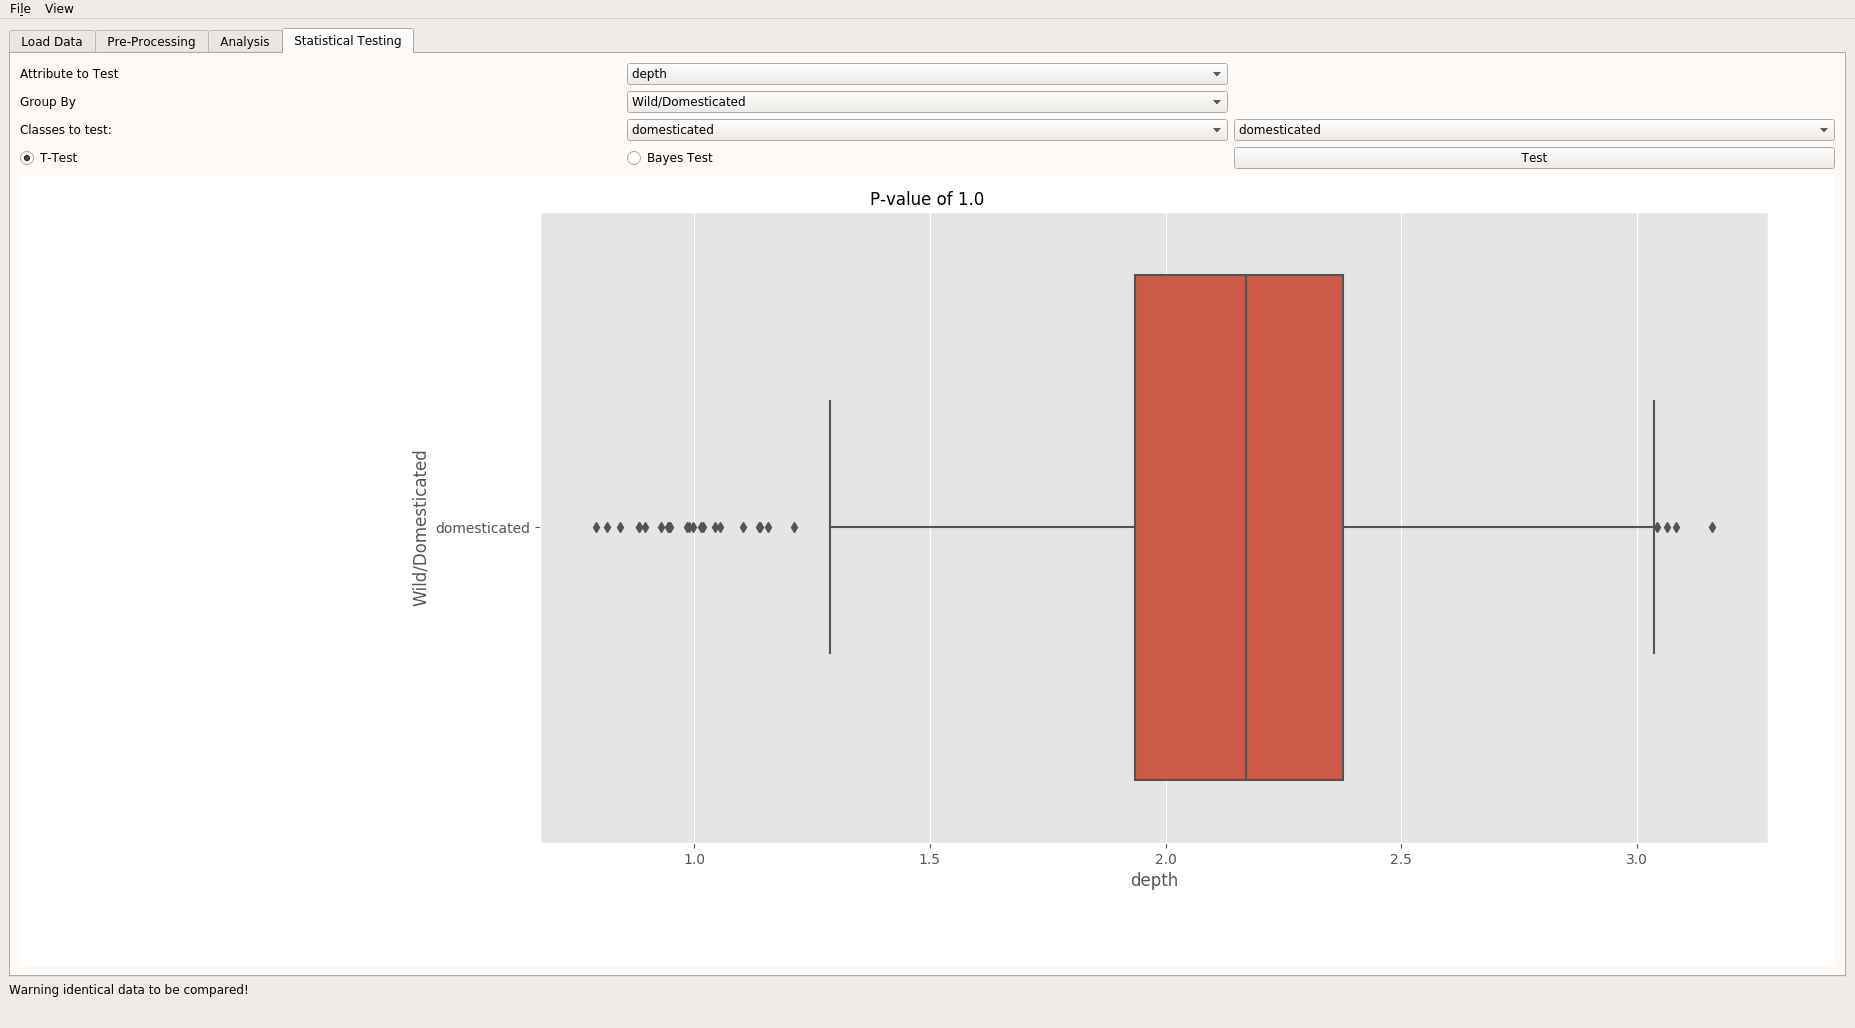 File View
Load Data Pre-Processing Analysis Statistical Testing
Attribute to Test depth
Group By Wild/Domesticated
Classes to test: domesticated domesticated
T-Test Bayes Test Test
P-value of 1.0
Wild/Domesticated
domesticated
1.0 1.5 2.0 2.5 3.0
depth
Warning identical data to be compared!